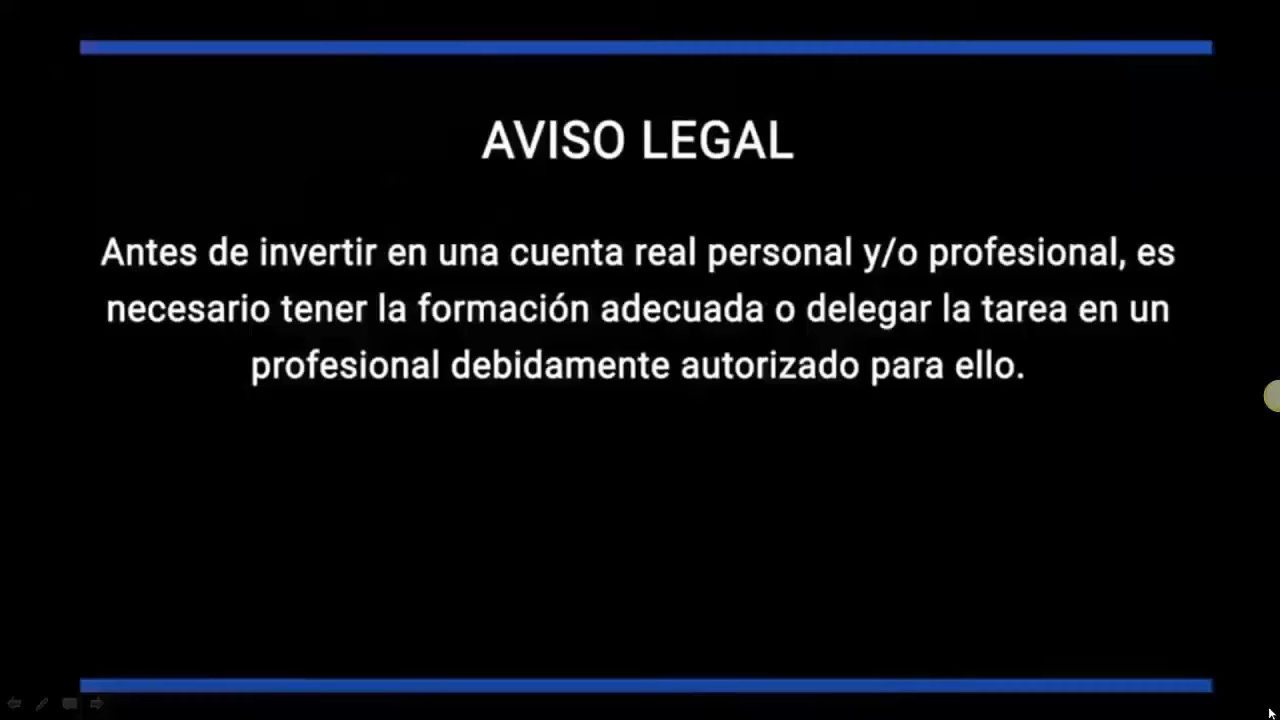 AVISO LEGAL
Antes de invertir en una cuenta real personal y/o profesional, es
necesario tener la formación adecuada o delegar la tarea en un
profesional debidamente autorizado para ello.